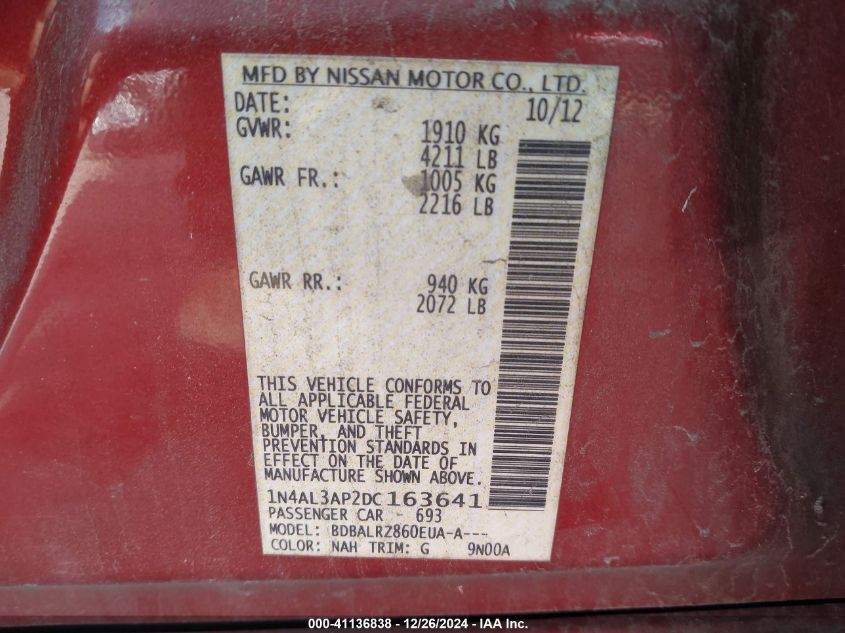 MFD BY NISSAN MOTOR CO., LTD.
DATE: 10/12
GVWR: 1910 KG
4211 LB
GAWR FR.: 1005 KG
2216 LB
GAWR RR.: 940 KG
2072 LB
THIS VEHICLE CONFORMS TO
ALL APPLICABLE FEDERAL
MOTOR VEHICLE SAFETY,
BUMPER, AND THEFT
PREVENTION STANDARDS IN
EFFECT ON THE DATE OF
MANUFACTURE SHOWN ABOVE.
1N4AL3AP2DC163641
PASSENGER CAR - 693
MODEL: BDBALRZ860EUA-A---
COLOR: NAH TRIM: G 9N00A
000-41136838 - 12/26/2024 - IAA Inc.